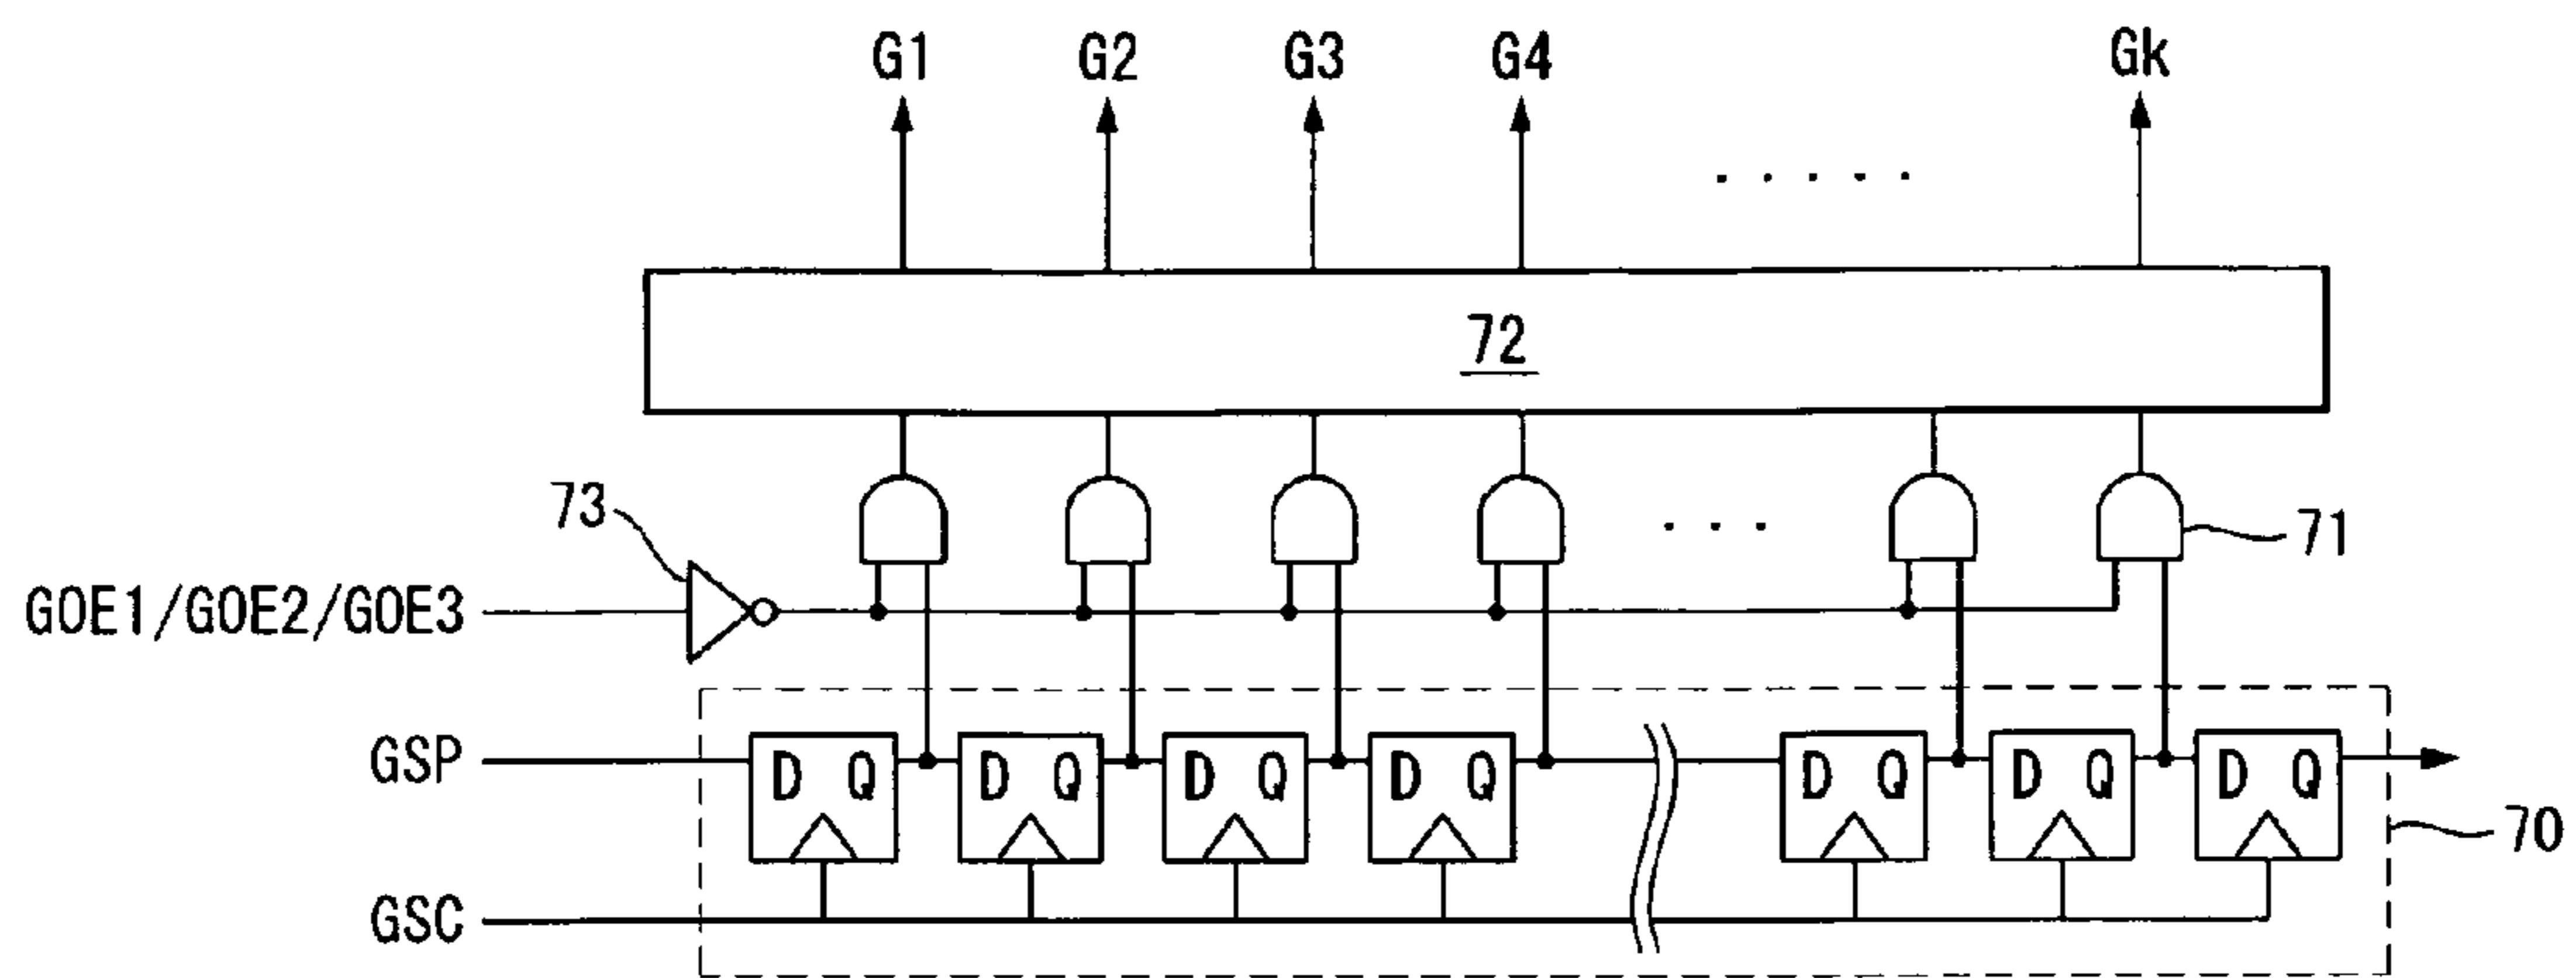 G1 G2 G3 G4 Gk
. . . . .
72
73
. . .
71
GOE1/GOE2/GOE3
GSP
D Q D Q D Q D Q D Q D Q D Q
70
GSC